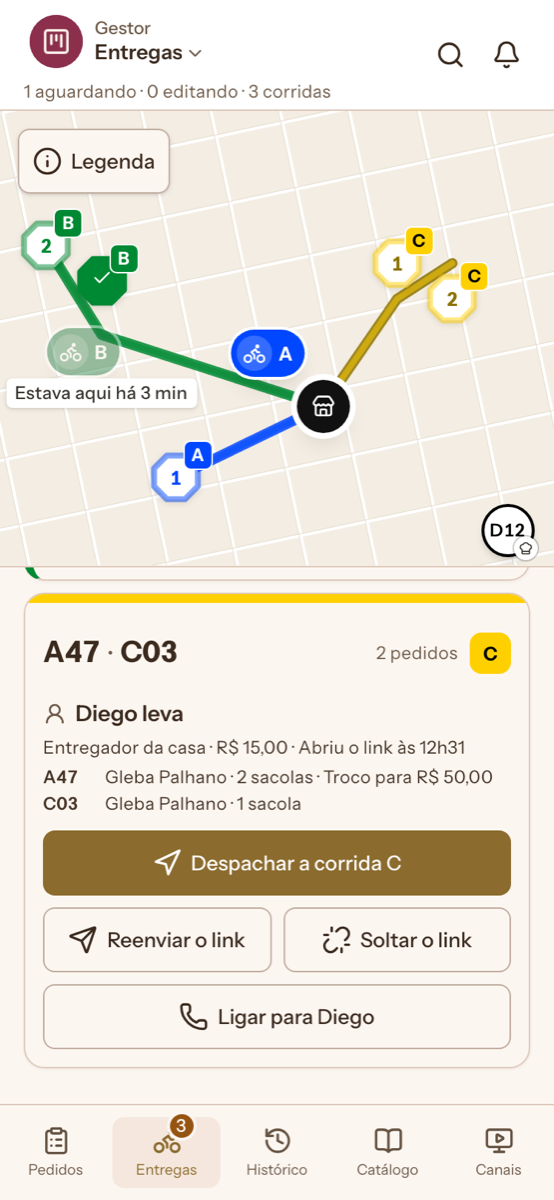 Gestor
Entregas
1 aguardando · 0 editando · 3 corridas
Legenda
B
2
B
C
1
C
2
B
A
Estava aqui há 3 min
A
1
D12
A47 · C03
2 pedidos
C
Diego leva
Entregador da casa · R$ 15,00 · Abriu o link às 12h31
A47 Gleba Palhano · 2 sacolas · Troco para R$ 50,00
C03 Gleba Palhano · 1 sacola
Despachar a corrida C
Reenviar o link
Soltar o link
Ligar para Diego
3
Pedidos
Entregas
Histórico
Catálogo
Canais